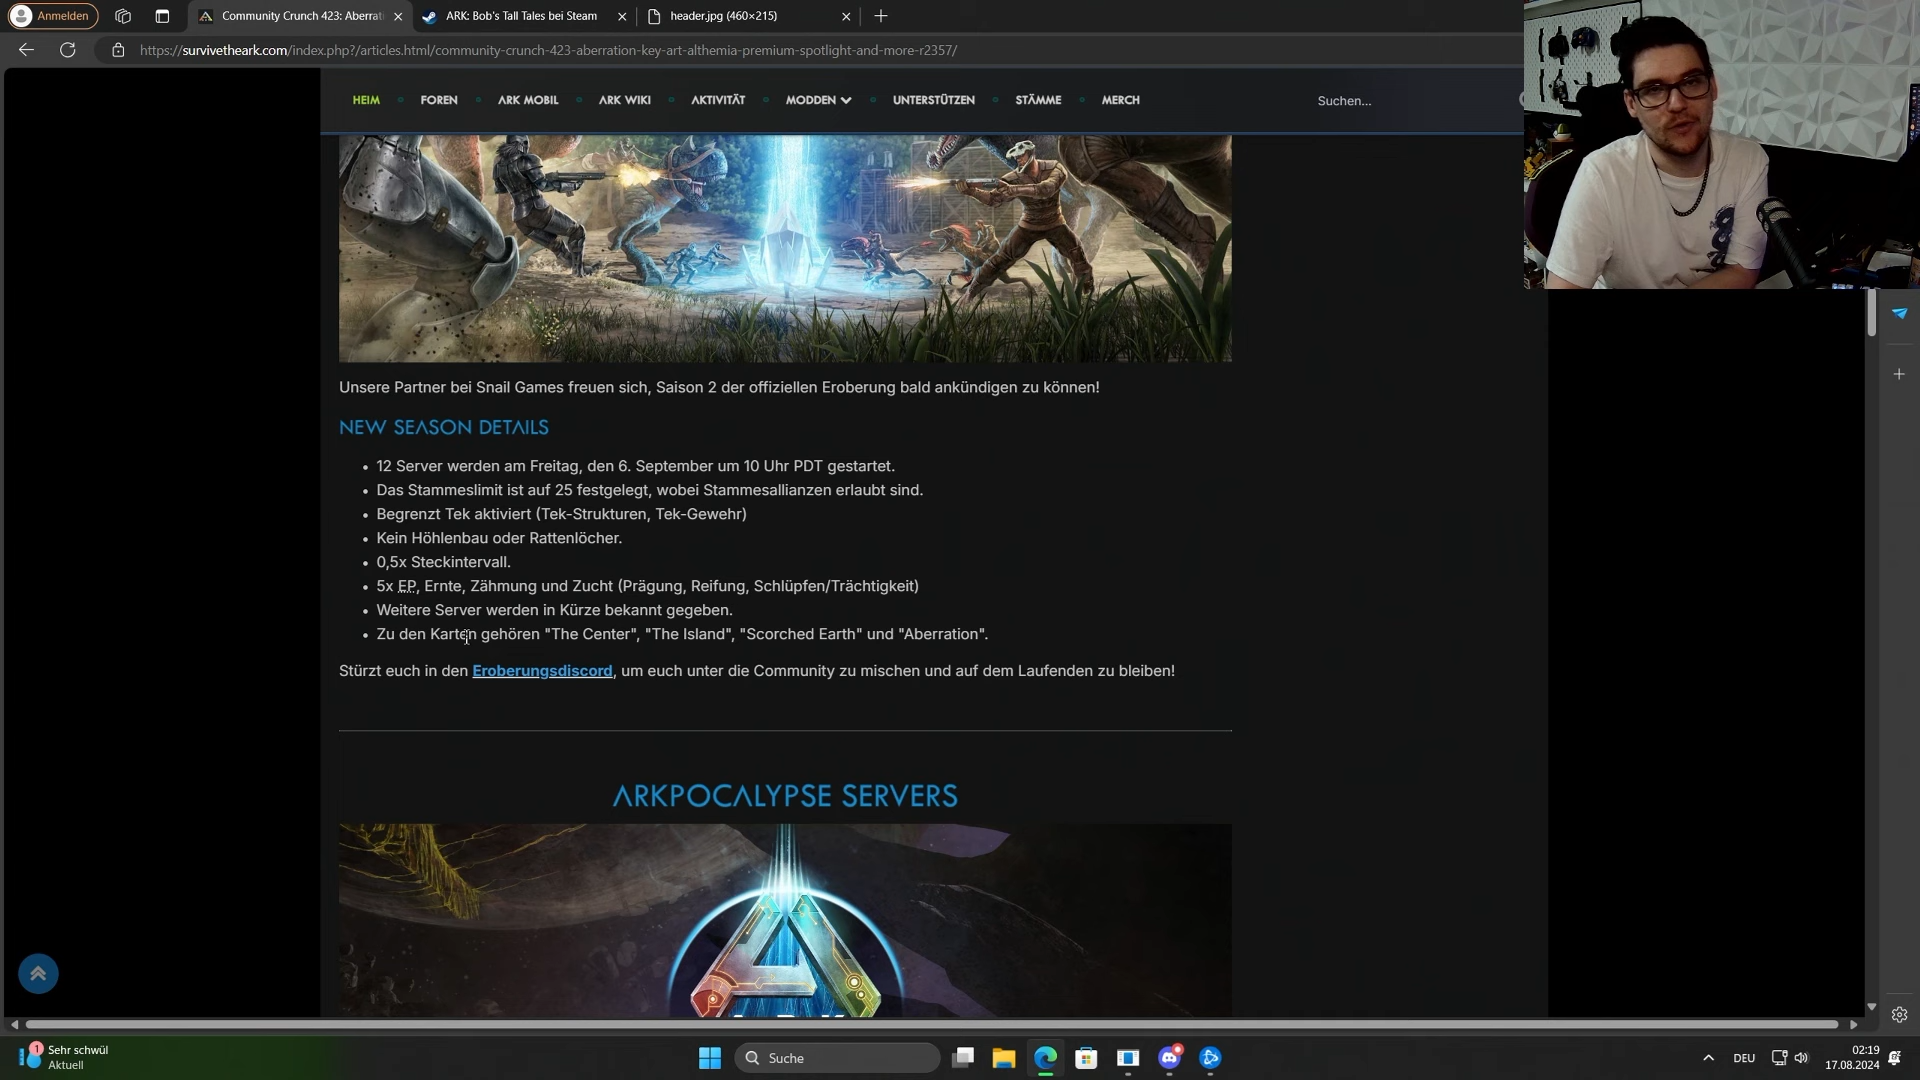 Anmelden
Community Crunch 423: Aberrati
ARK: Bob's Tall Tales bei Steam
header.jpg (460×215)
https://survivetheark.com/index.php?/articles.html/community-crunch-423-aberration-key-art-althemia-premium-spotlight-and-more-r2357/
HEIM
FOREN
ARK MOBIL
ARK WIKI
AKTIVITÄT
MODDEN
UNTERSTÜTZEN
STÄMME
MERCH
Suchen...
Unsere Partner bei Snail Games freuen sich, Saison 2 der offiziellen Eroberung bald ankündigen zu können!
NEW SEASON DETAILS
• 12 Server werden am Freitag, den 6. September um 10 Uhr PDT gestartet.
• Das Stammeslimit ist auf 25 festgelegt, wobei Stammesallianzen erlaubt sind.
• Begrenzt Tek aktiviert (Tek-Strukturen, Tek-Gewehr)
• Kein Höhlenbau oder Rattenlöcher.
• 0,5x Steckintervall.
• 5x EP, Ernte, Zähmung und Zucht (Prägung, Reifung, Schlüpfen/Trächtigkeit)
• Weitere Server werden in Kürze bekannt gegeben.
• Zu den Karten gehören "The Center", "The Island", "Scorched Earth" und "Aberration".
Stürzt euch in den Eroberungsdiscord, um euch unter die Community zu mischen und auf dem Laufenden zu bleiben!
ARKPOCALYPSE SERVERS
1
Sehr schwül
Aktuell
Suche
DEU
02:19
17.08.2024